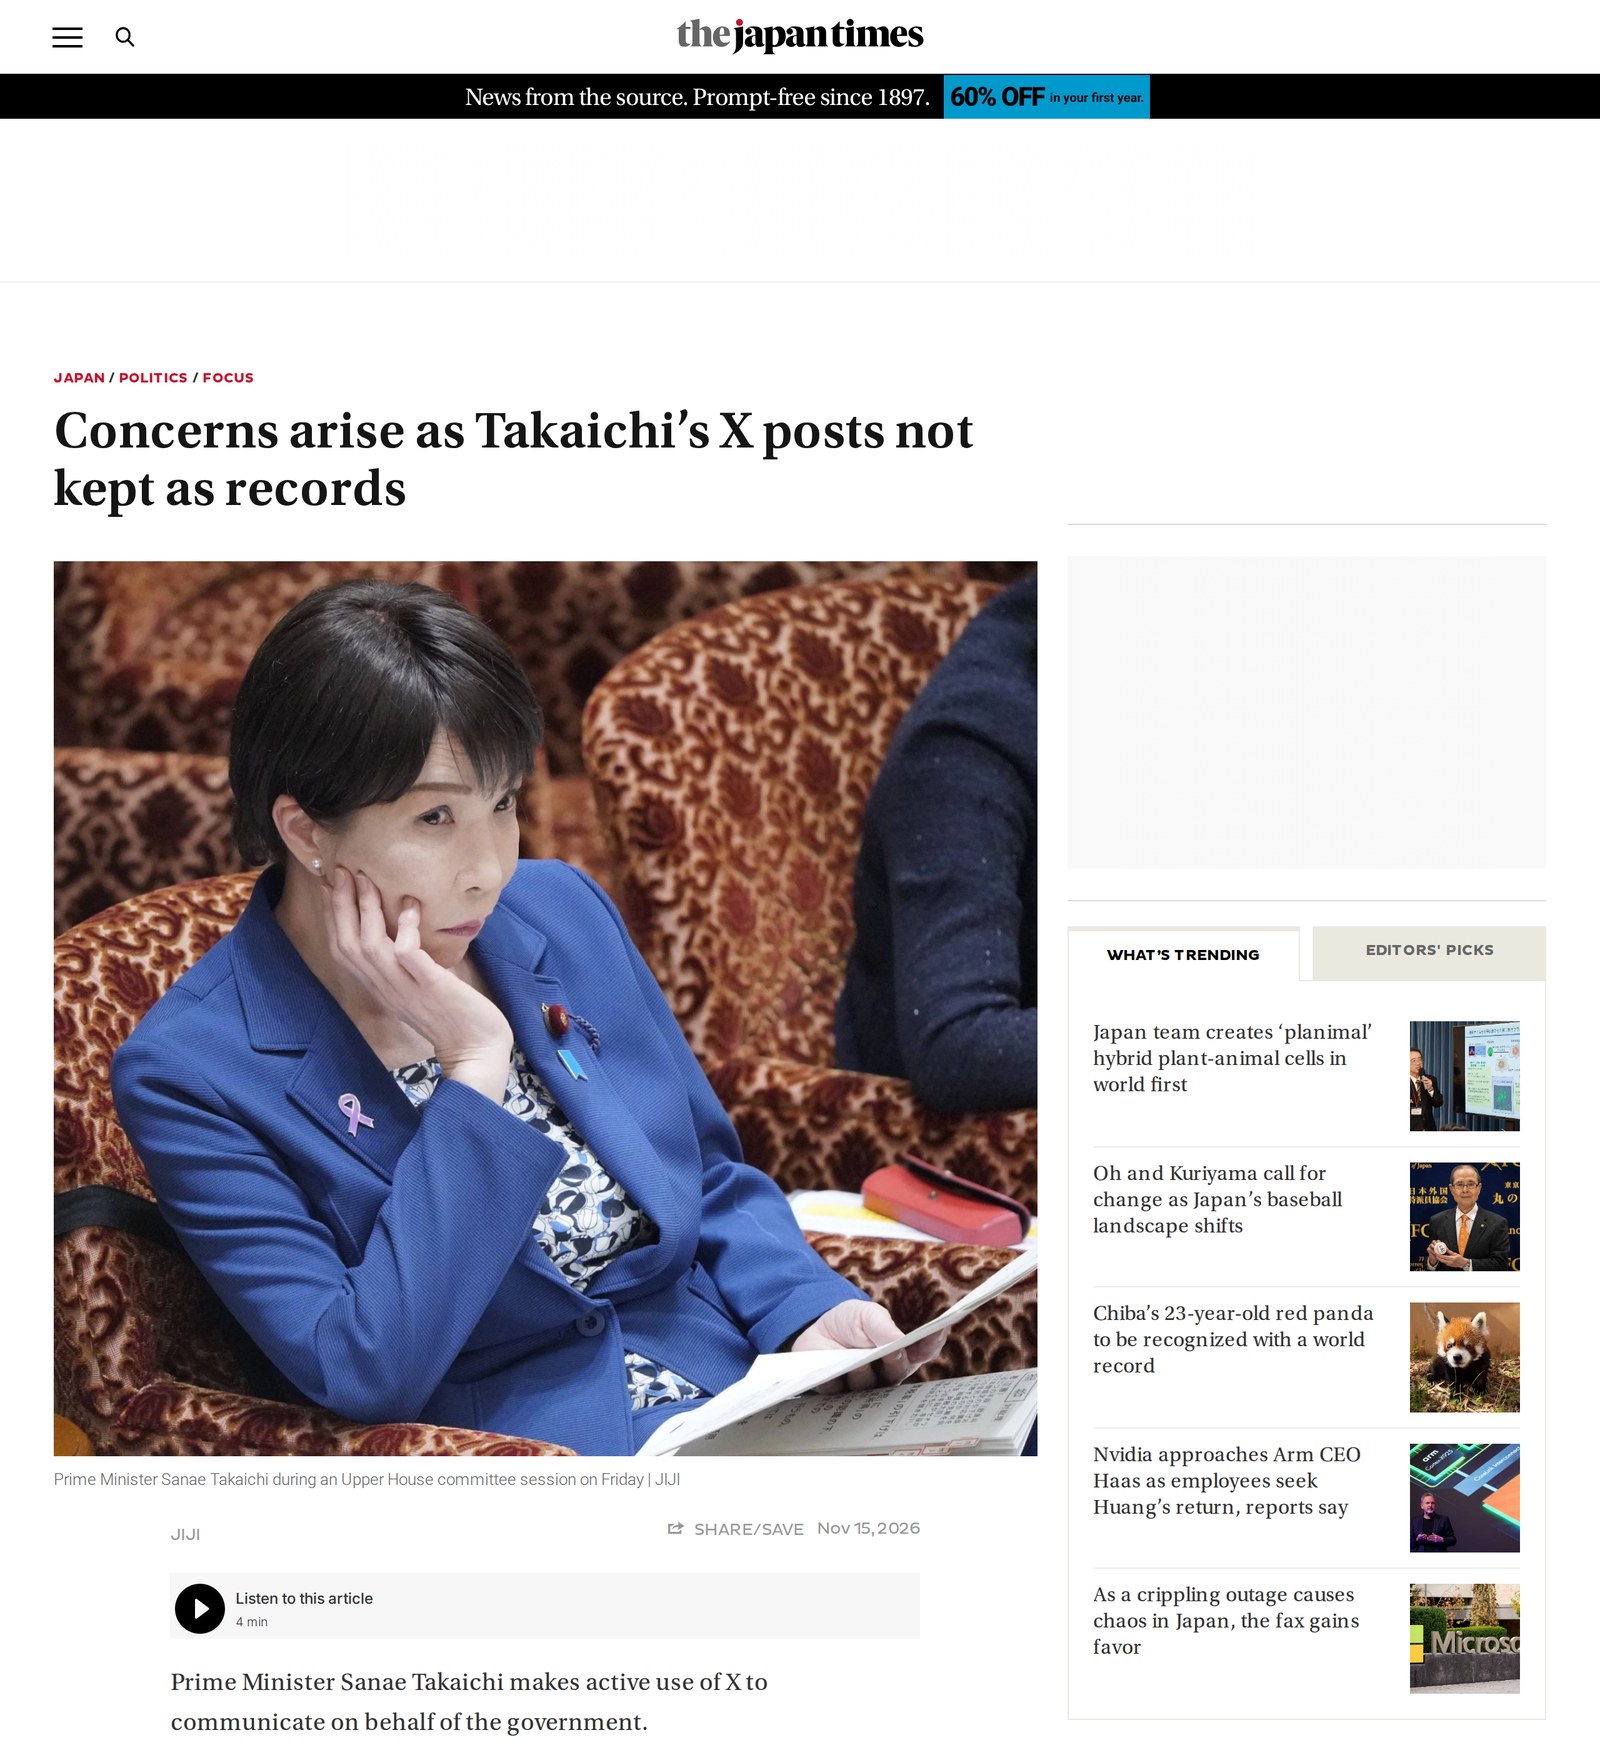 the japan times
News from the source. Prompt-free since 1897.
60% OFF in your first year.
JAPAN / POLITICS / FOCUS
Concerns arise as Takaichi’s X posts not
kept as records
Prime Minister Sanae Takaichi during an Upper House committee session on Friday | JIJI
JIJI
SHARE/SAVE
Nov 15, 2026
Listen to this article
4 min
Prime Minister Sanae Takaichi makes active use of X to
communicate on behalf of the government.
WHAT’S TRENDING
EDITORS’ PICKS
Japan team creates ‘planimal’
hybrid plant-animal cells in
world first
Oh and Kuriyama call for
change as Japan’s baseball
landscape shifts
Chiba’s 23-year-old red panda
to be recognized with a world
record
Nvidia approaches Arm CEO
Haas as employees seek
Huang’s return, reports say
arm
As a crippling outage causes
chaos in Japan, the fax gains
favor
Microso